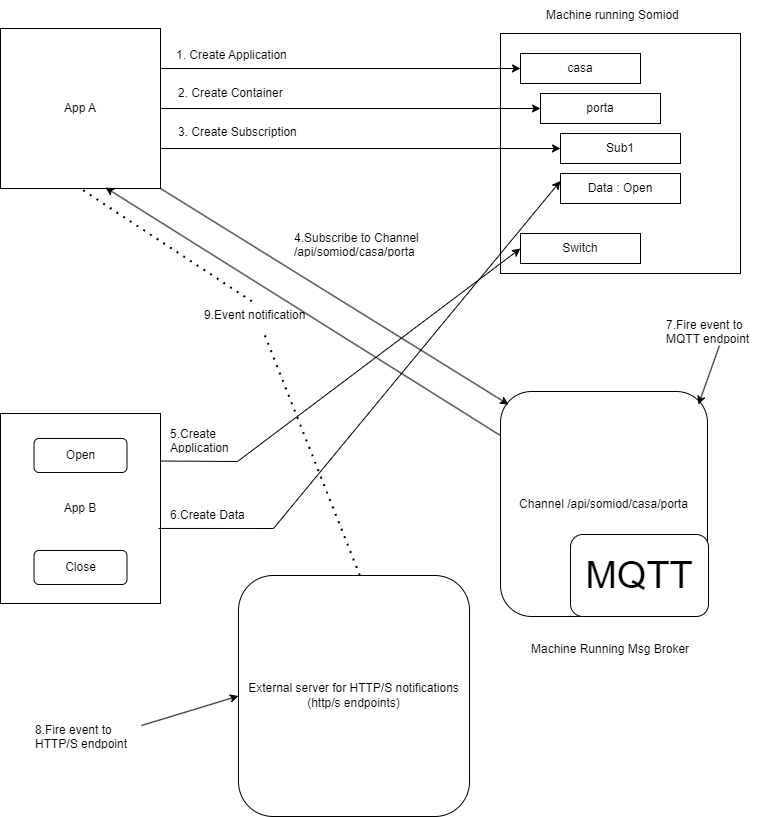 Machine running Somiod
1. Create Application
casa
2. Create Container
porta
App A
3. Create Subscription
Sub1
Data : Open
4.Subscribe to Channel
/api/somiod/casa/porta
Switch
9.Event notification
7.Fire event to
MQTT endpoint
5.Create
Application
Open
App B
6.Create Data
Close
Channel /api/somiod/casa/porta
MQTT
Machine Running Msg Broker
External server for HTTP/S notifications
(http/s endpoints)
8.Fire event to
HTTP/S endpoint